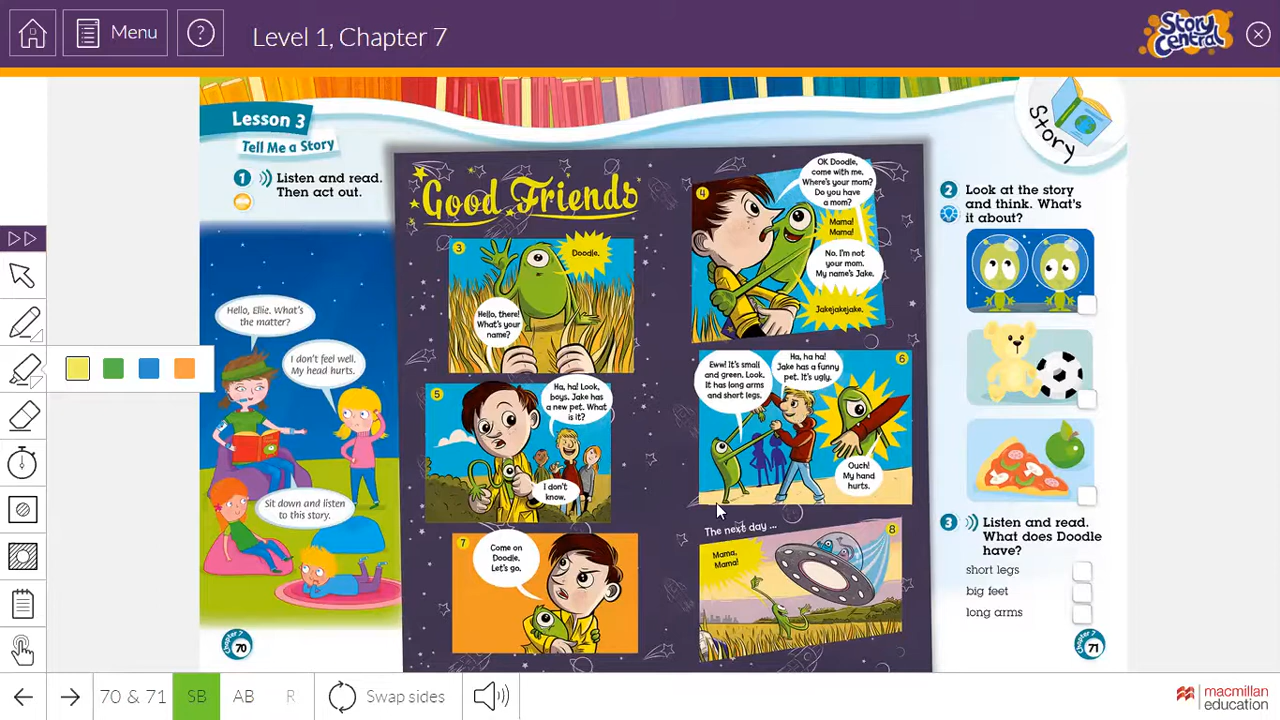 Menu
?
Level 1, Chapter 7
Story
Central
Lesson 3
Tell Me a Story
1
Listen and read.
Then act out.
Hello, Ellie. What's
the matter?
I don't feel well.
My head hurts.
Sit down and listen
to this story.
Chapter 7
70
Good Friends
3
Doodle.
Hello, there!
What's your
name?
4
OK Doodle,
come with me.
Where's your mom?
Do you have
a mom?
Mama!
Mama!
No. I'm not
your mom.
My name's Jake.
Jakejakejake.
5
Ha, ha! Look,
boys. Jake has
a new pet. What
is it?
I don't
know.
6
Eww! It's small
and green. Look.
It has long arms
and short legs.
Ha, ha, ha!
Jake has a funny
pet. It's ugly.
Ouch!
My hand
hurts.
7
Come on
Doodle.
Let's go.
The next day ...
8
Mama,
Mama!
Story
2
Look at the story
and think. What's
it about?
3
Listen and read.
What does Doodle
have?
short legs
big feet
long arms
Chapter 7
71
70 & 71
SB
AB
R
Swap sides
macmillan
education